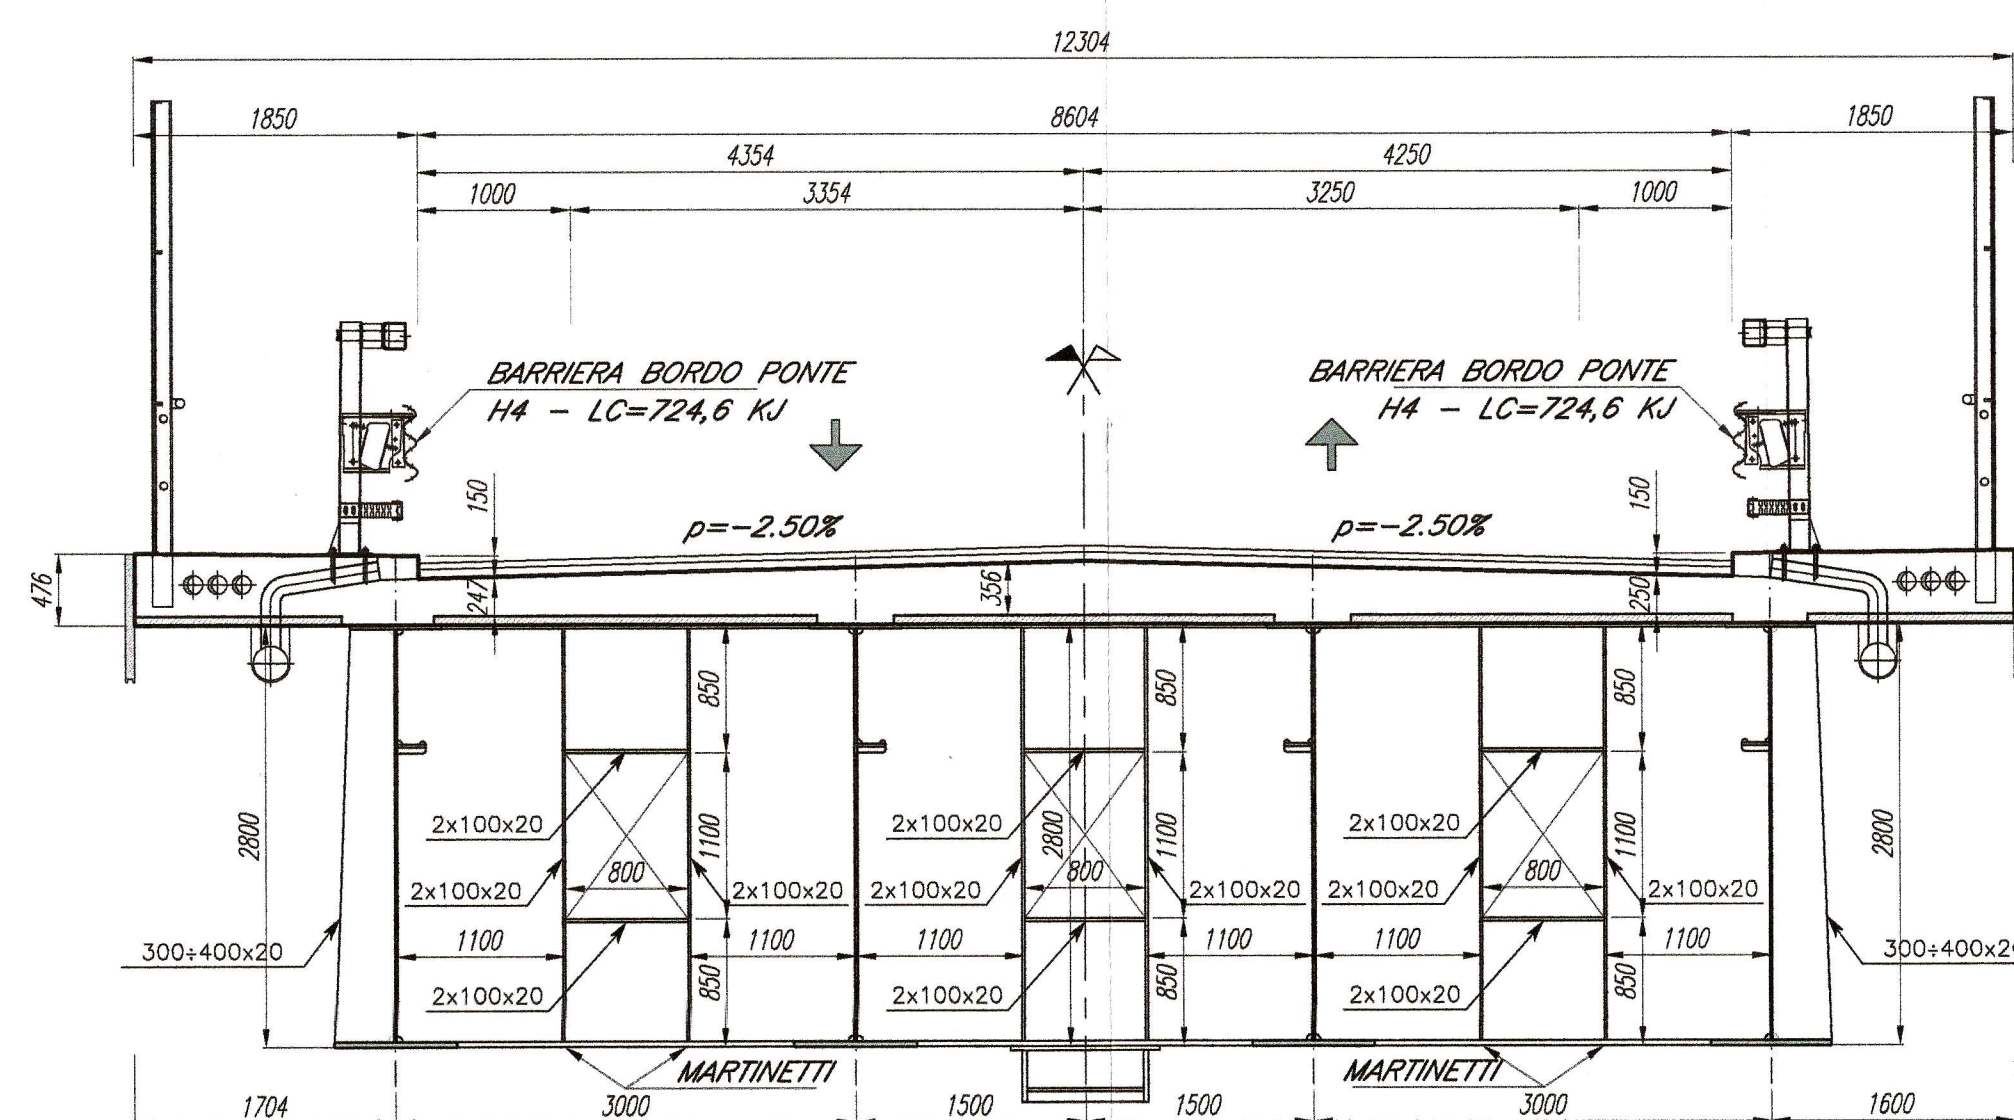 12304
1850 8604 1850
4354 4250
1000 3354 3250 1000
BARRIERA BORDO PONTE
H4 - LC=724,6 KJ
BARRIERA BORDO PONTE
H4 - LC=724,6 KJ
150 150
p=-2.50% p=-2.50%
476 247 356 250
850 850 850
2x100x20 2x100x20 2x100x20
2800 1100 2800 1100 1100 2800
800 800 800
2x100x20 2x100x20 2x100x20 2x100x20 2x100x20 2x100x20
300÷400x20 1100 1100 1100 1100 1100 1100 300÷400x2
850 850 850
2x100x20 2x100x20 2x100x20
MARTINETTI MARTINETTI
1704 3000 1500 1500 3000 1600